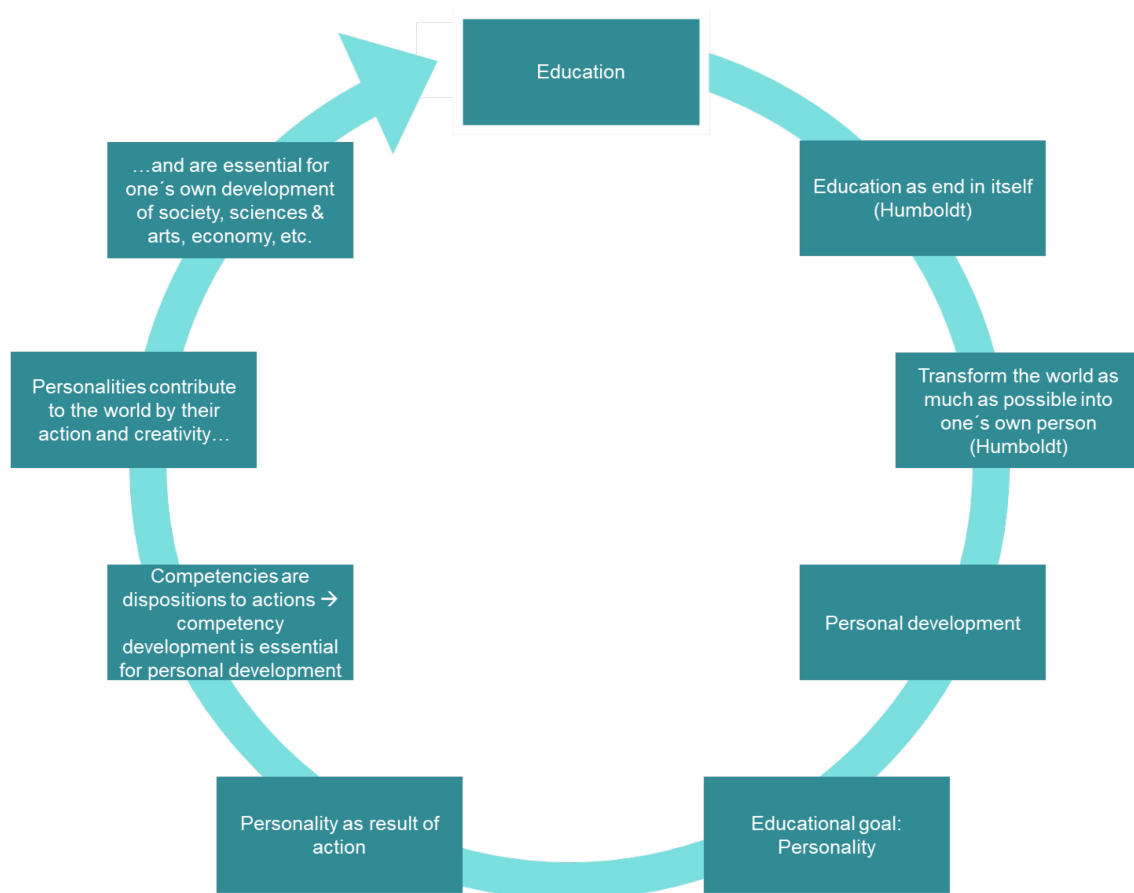 Education
Education as end in itself
(Humboldt)
Transform the world as
much as possible into
one´s own person
(Humboldt)
Personal development
Educational goal:
Personality
Personality as result of
action
Competencies are
dispositions to actions →
competency
development is essential
for personal development
Personalities contribute
to the world by their
action and creativity…
…and are essential for
one´s own development
of society, sciences &
arts, economy, etc.